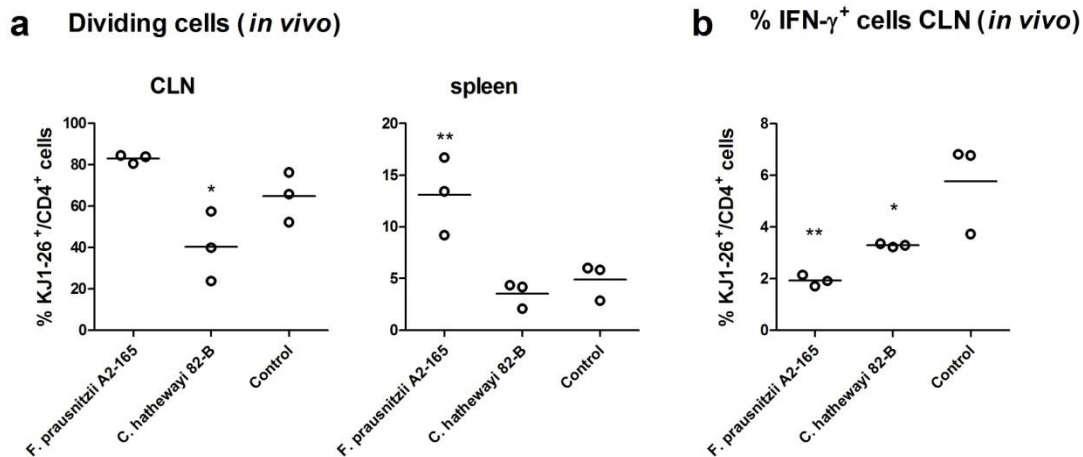 a Dividing cells (in vivo)
CLN
% KJ1-26⁺/CD4⁺ cells
100
80
60
40
20
0
*
F. prausnitzii A2-165
C. hathewayi 82-B
Control
spleen
20
15
10
5
0
**
F. prausnitzii A2-165
C. hathewayi 82-B
Control
b % IFN-γ⁺ cells CLN (in vivo)
% KJ1-26⁺/CD4⁺ cells
8
6
4
2
0
**
*
F. prausnitzii A2-165
C. hathewayi 82-B
Control